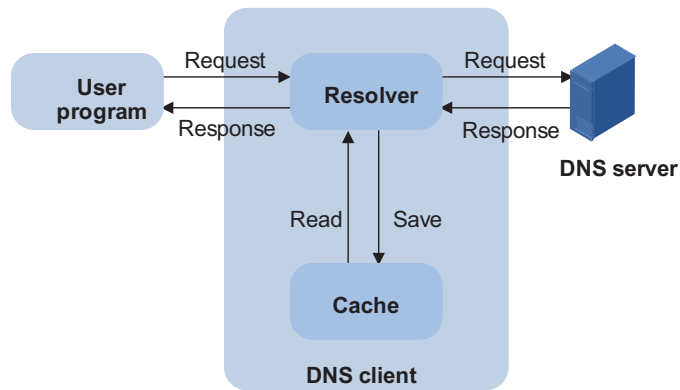 Request
Request
User
program
Resolver
Response
Response
DNS server
Read
Save
Cache
DNS client